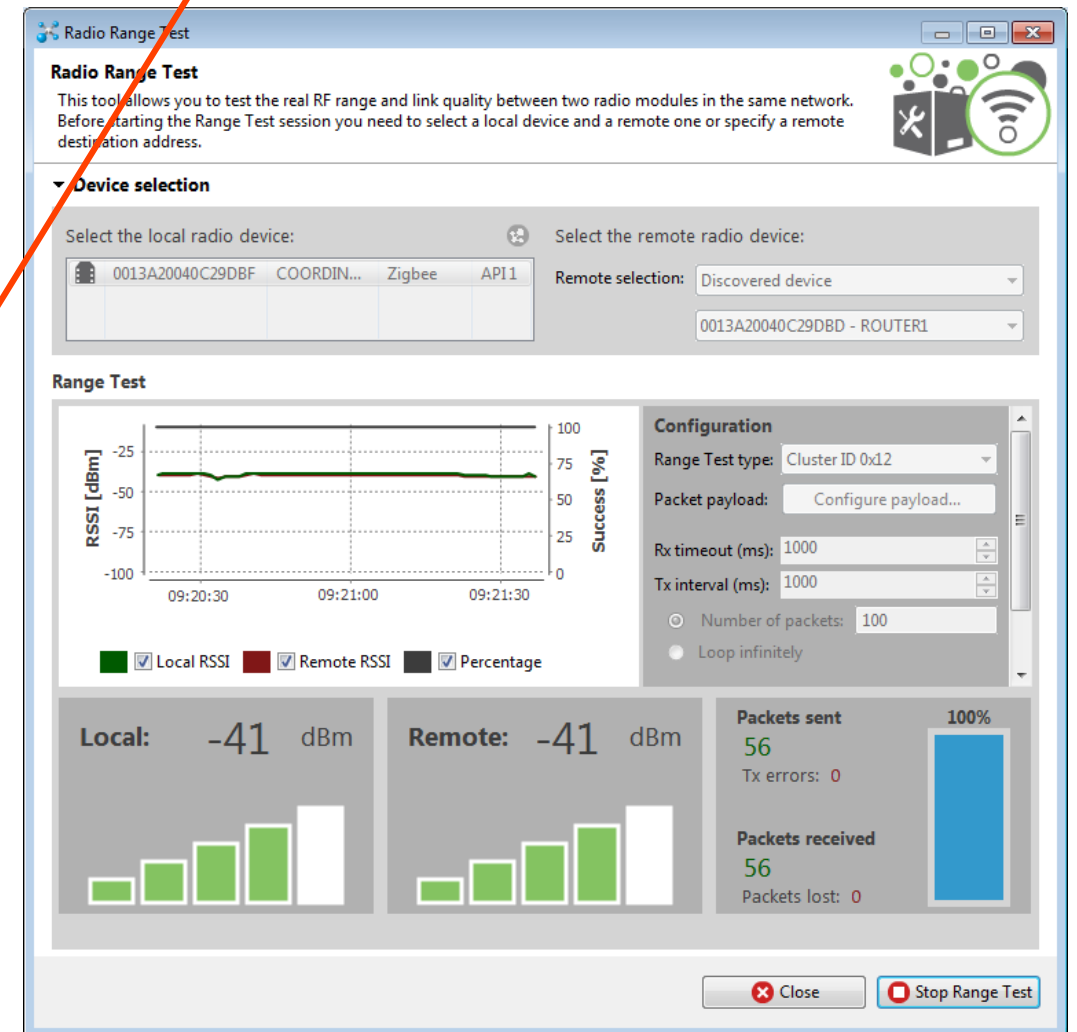 Radio Range Test
Radio Range Test
This tool allows you to test the real RF range and link quality between two radio modules in the same network.
Before starting the Range Test session you need to select a local device and a remote one or specify a remote
destination address.
Device selection
Select the local radio device:
0013A20040C29DBF COORDIN... Zigbee API 1
Select the remote radio device:
Remote selection: Discovered device
0013A20040C29DBD - ROUTER1
Range Test
RSSI [dBm]
-25
-50
-75
-100
100
75
50
25
0
Success [%]
09:20:30 09:21:00 09:21:30
Local RSSI Remote RSSI Percentage
Configuration
Range Test type: Cluster ID 0x12
Packet payload: Configure payload...
Rx timeout (ms): 1000
Tx interval (ms): 1000
Number of packets: 100
Loop infinitely
Local: -41 dBm
Remote: -41 dBm
Packets sent
56
Tx errors: 0
Packets received
56
Packets lost: 0
100%
Close
Stop Range Test